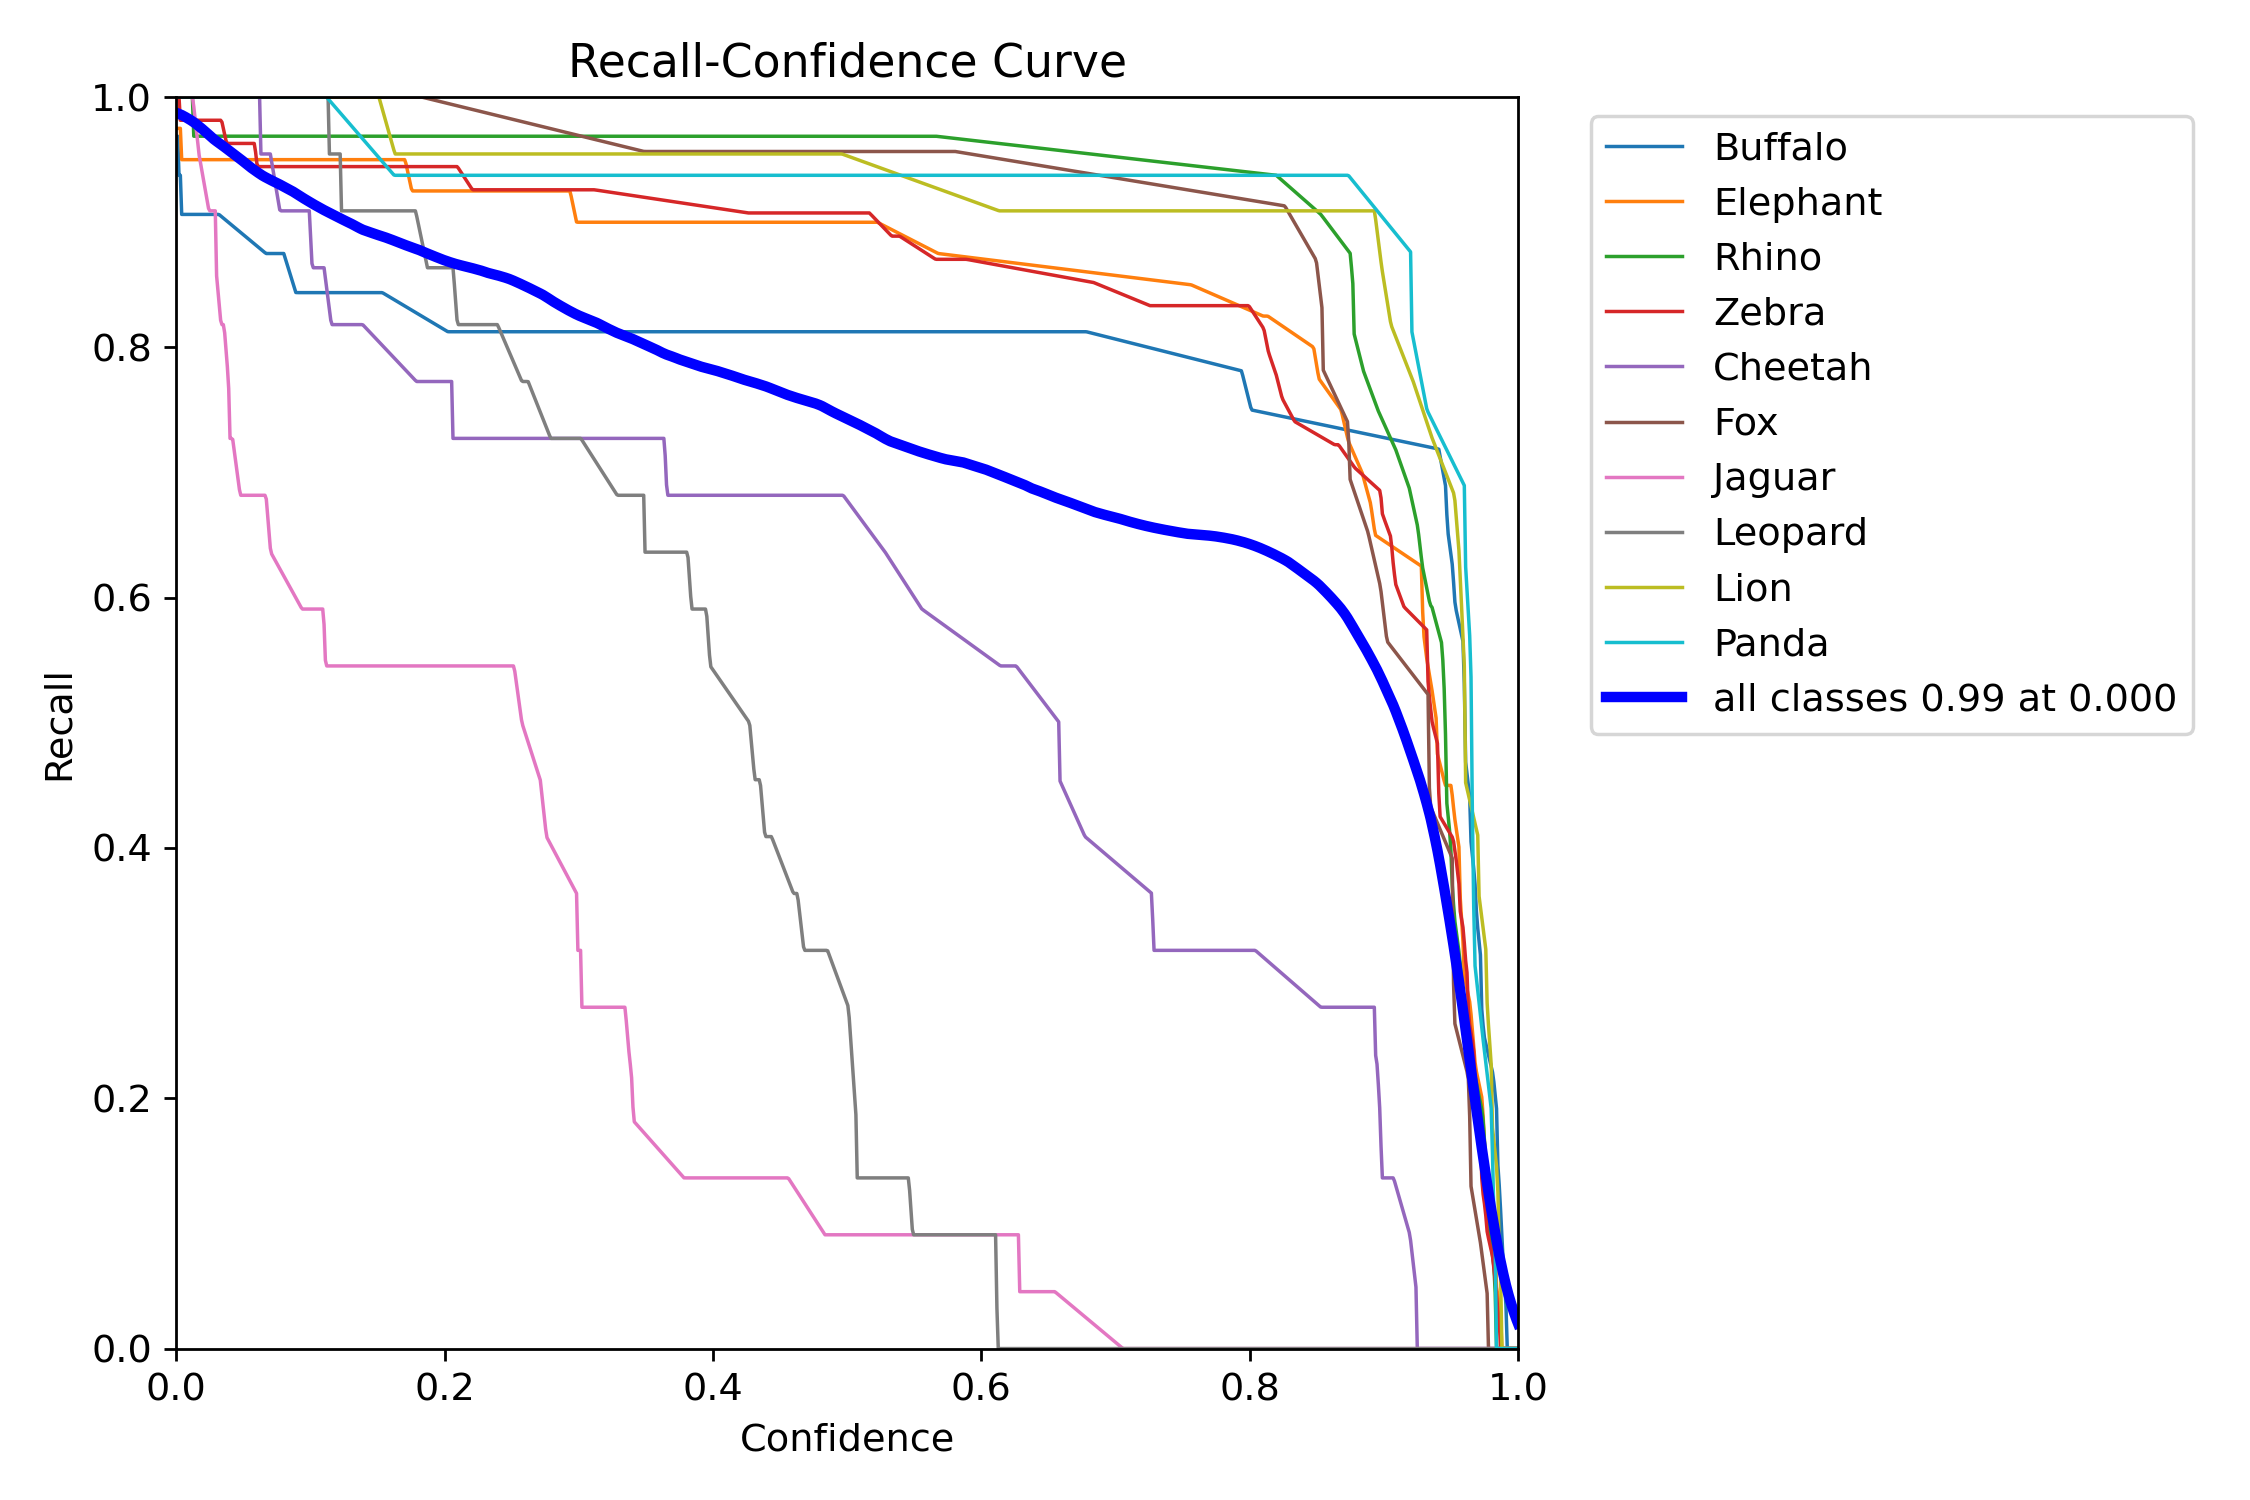 Recall-Confidence Curve
1.0
0.8
0.6
0.4
0.2
0.0
Recall
0.0 0.2 0.4 0.6 0.8 1.0
Confidence
Buffalo
Elephant
Rhino
Zebra
Cheetah
Fox
Jaguar
Leopard
Lion
Panda
all classes 0.99 at 0.000